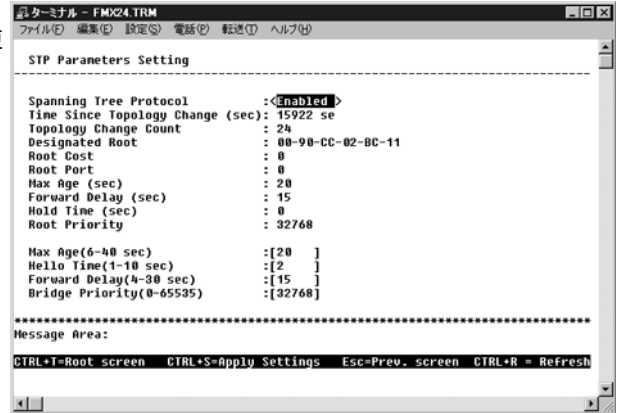 ターミナル - FMX24.TRM
ファイル(F) 編集(E) 設定(S) 電話(P) 転送(T) ヘルプ(H)
STP Parameters Setting
--------------------------------------------------------------------------------
Spanning Tree Protocol :<Enabled >
Time Since Topology Change (sec): 15922 se
Topology Change Count : 24
Designated Root : 00-90-CC-02-BC-11
Root Cost : 0
Root Port : 0
Max Age (sec) : 20
Forward Delay (sec) : 15
Hold Time (sec) : 0
Root Priority : 32768
Max Age(6-40 sec) :[20 ]
Hello Time(1-10 sec) :[2 ]
Forward Delay(4-30 sec) :[15 ]
Bridge Priority(0-65535) :[32768]
********************************************************************************
Message Area:
CTRL+T=Root screen CTRL+S=Apply Settings Esc=Prev. screen CTRL+R = Refresh